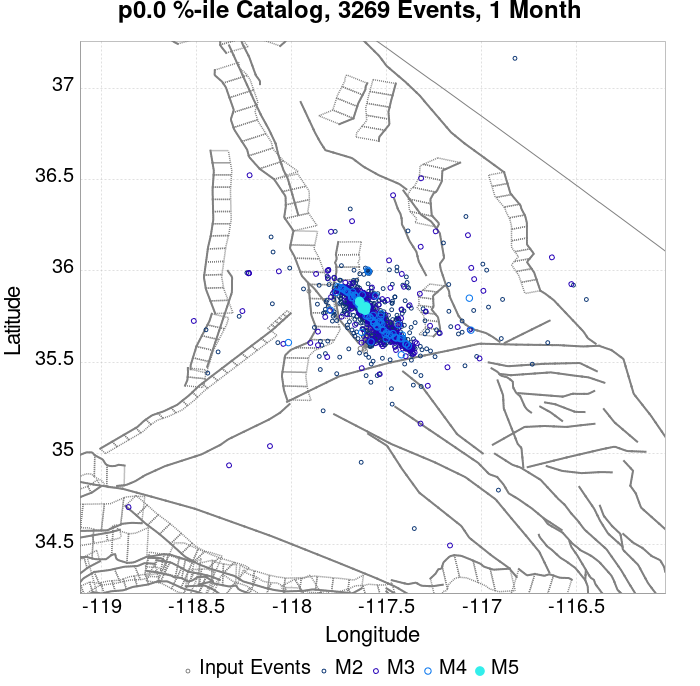 p0.0 %-ile Catalog, 3269 Events, 1 Month
37
36.5
36
35.5
35
34.5
Latitude
-119 -118.5 -118 -117.5 -117 -116.5
Longitude
Input Events M2 M3 M4 M5